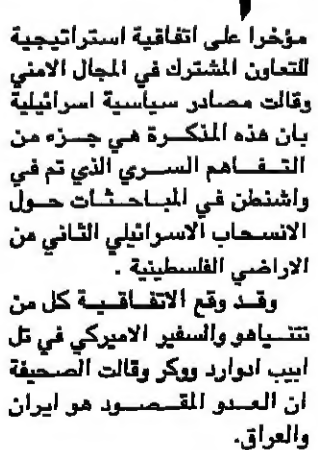 مؤخرا على اتفاقية استراتيجية
للتعاون المشترك في المجال الامني
وقالت مصادر سياسية اسرائيلية
بان هذه المذكرة هي جزء من
التفاهم السري الذي تم في
واشنطن في المباحثات حول
الانسحاب الاسرائيلي الثاني من
الاراضي الفلسطينية .
وقد وقع الاتفاقية كل من
نتنياهو والسفير الاميركي في تل
ابيب ادوارد ووكر وقالت الصحيفة
ان العدو المقصود هو ايران
والعراق.